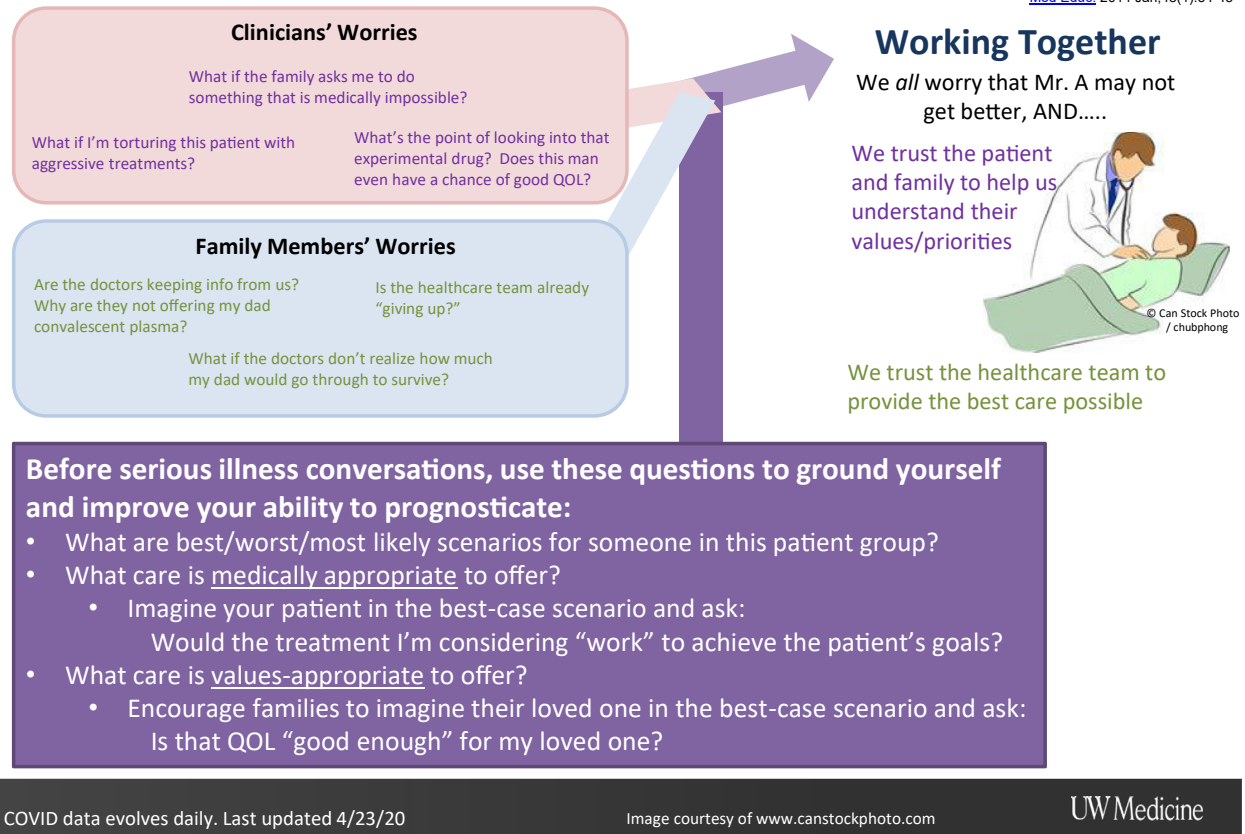 Clinicians’ Worries
What if the family asks me to do
something that is medically impossible?
What if I’m torturing this patient with
aggressive treatments?
What’s the point of looking into that
experimental drug? Does this man
even have a chance of good QOL?
Family Members’ Worries
Are the doctors keeping info from us?
Why are they not offering my dad
convalescent plasma?
Is the healthcare team already
“giving up?”
What if the doctors don’t realize how much
my dad would go through to survive?
Working Together
We all worry that Mr. A may not
get better, AND…..
We trust the patient
and family to help us
understand their
values/priorities
© Can Stock Photo
/ chubphong
We trust the healthcare team to
provide the best care possible
Before serious illness conversations, use these questions to ground yourself
and improve your ability to prognosticate:
• What are best/worst/most likely scenarios for someone in this patient group?
• What care is medically appropriate to offer?
• Imagine your patient in the best-case scenario and ask:
Would the treatment I’m considering “work” to achieve the patient’s goals?
• What care is values-appropriate to offer?
• Encourage families to imagine their loved one in the best-case scenario and ask:
Is that QOL “good enough” for my loved one?
COVID data evolves daily. Last updated 4/23/20
Image courtesy of www.canstockphoto.com
UW Medicine